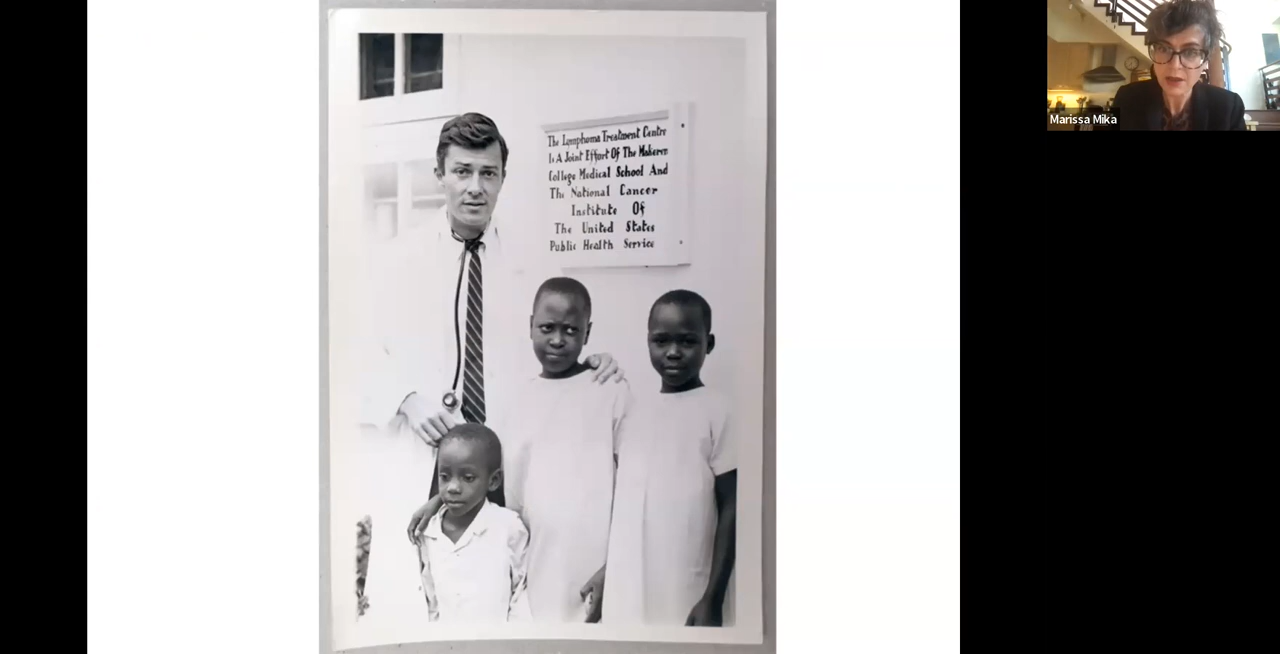 The Lymphoma Treatment Centre
Is A Joint Effort Of The Makerere
College Medical School And
The National Cancer
Institute Of
The United States
Public Health Service
Marissa Mika